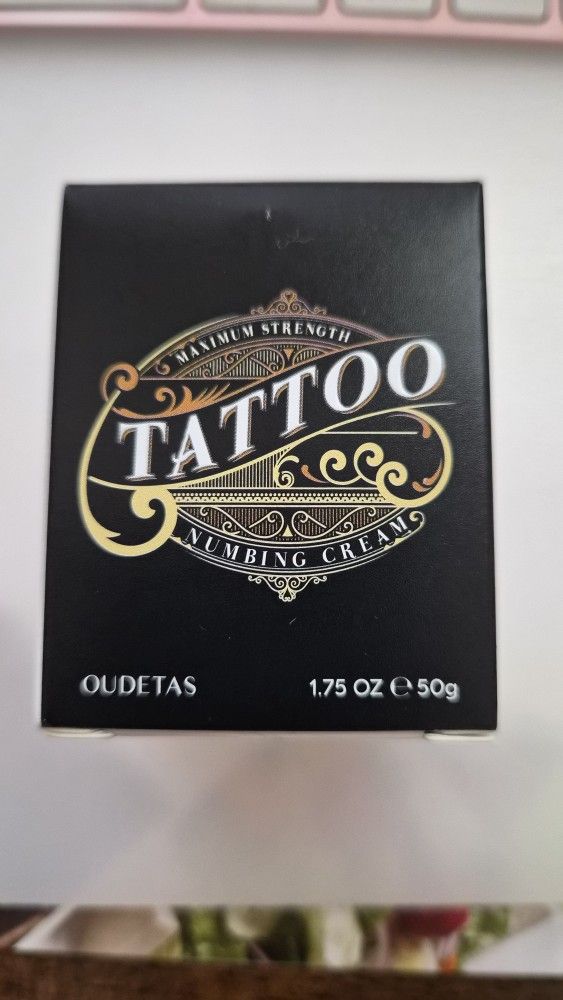 MAXIMUM STRENGTH
TATTOO
NUMBING CREAM
OUDETAS
1.75 OZ ℮ 50g